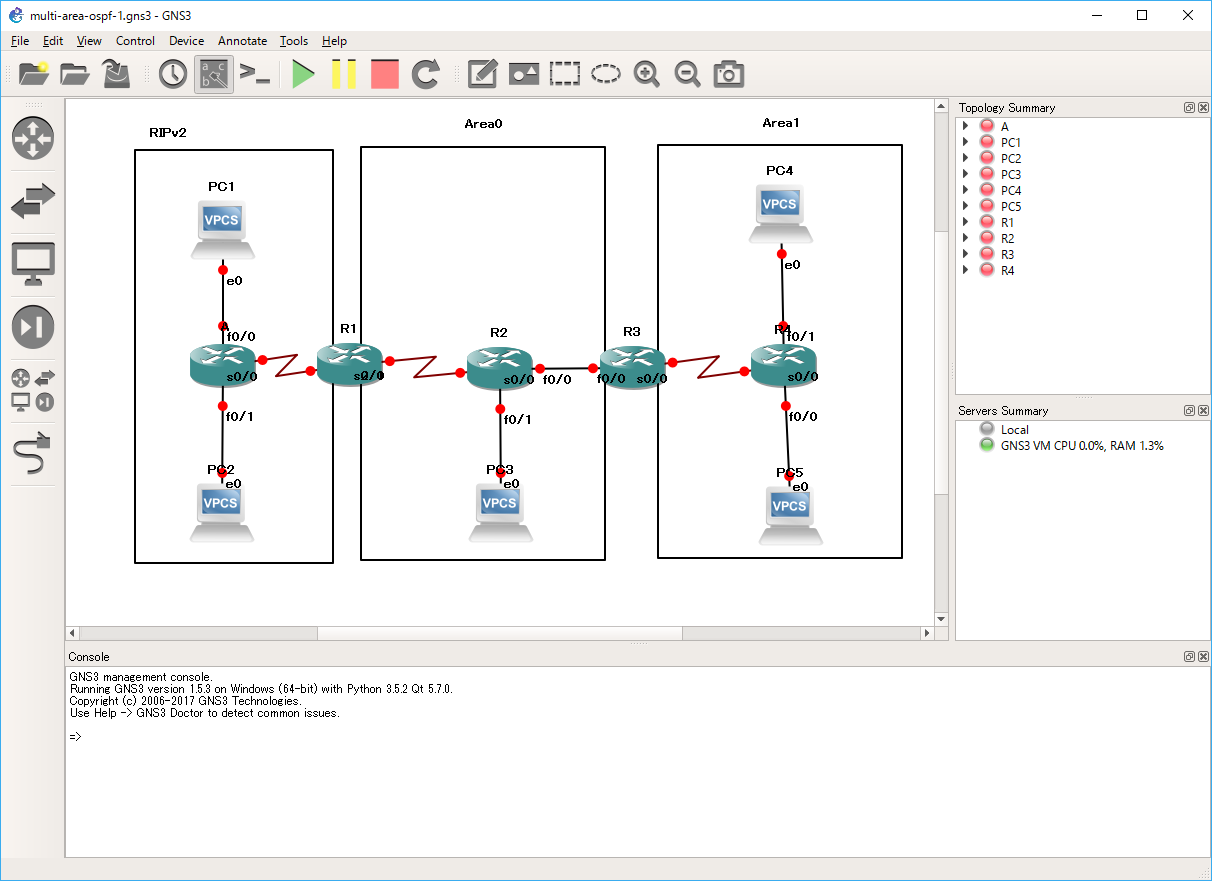 multi-area-ospf-1.gns3 - GNS3
File Edit View Control Device Annotate Tools Help
RIPv2
Area0
Area1
PC1
VPCS
e0
PC4
VPCS
e0
A
f0/0
s0/0
f0/1
R1
R2
s0/0
f0/0
f0/1
R3
f0/0
s0/0
R4
f0/1
s0/0
f0/0
PC2
e0
VPCS
PC3
e0
VPCS
PC5
e0
VPCS
Topology Summary
A
PC1
PC2
PC3
PC4
PC5
R1
R2
R3
R4
Servers Summary
Local
GNS3 VM CPU 0.0%, RAM 1.3%
Console
GNS3 management console.
Running GNS3 version 1.5.3 on Windows (64-bit) with Python 3.5.2 Qt 5.7.0.
Copyright (c) 2006-2017 GNS3 Technologies.
Use Help -> GNS3 Doctor to detect common issues.
=>